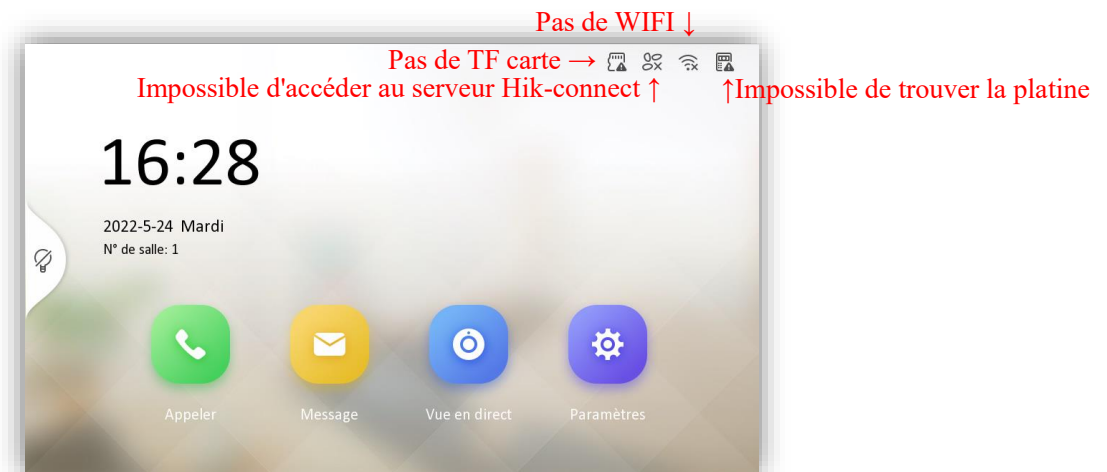 Pas de WIFI ↓
Pas de TF carte →
Impossible d'accéder au serveur Hik-connect ↑ ↑Impossible de trouver la platine
16:28
2022-5-24 Mardi
N° de salle: 1
Appeler Message Vue en direct Paramètres